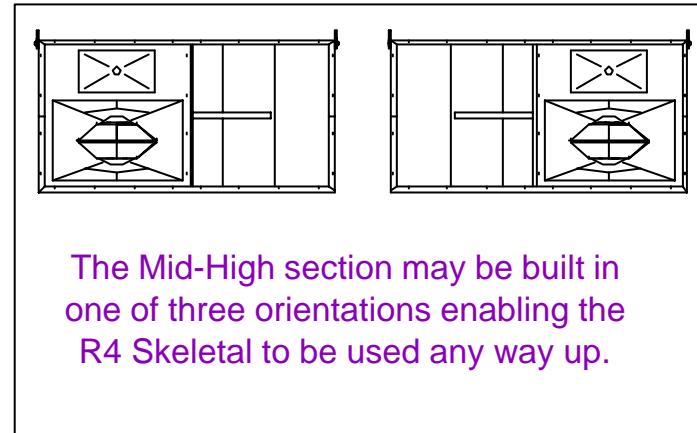 The Mid-High section may be built in
one of three orientations enabling the
R4 Skeletal to be used any way up.